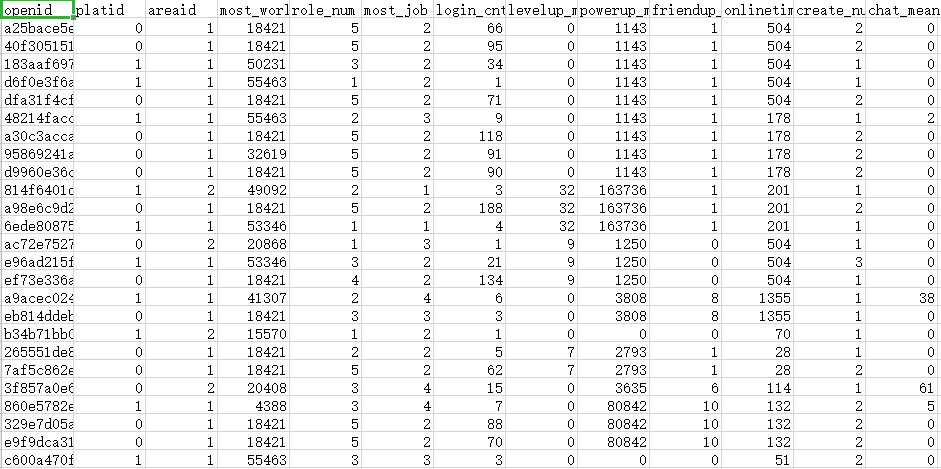 openid platid areaid most_worl role_num most_job login_cnt levelup_m powerup_m friendup_ onlinetim create_nu chat_mean
a25bace5e 0 1 18421 5 2 66 0 1143 1 504 2 0
40f305151 0 1 18421 5 2 95 0 1143 1 504 2 0
183aaf697 1 1 50231 3 2 34 0 1143 1 504 1 0
d6f0e3f6a 1 1 55463 1 2 1 0 1143 1 504 1 0
dfa31f4cf 0 1 18421 5 2 71 0 1143 1 504 2 0
48214facc 1 1 55463 2 3 9 0 1143 1 178 1 2
a30c3acca 0 1 18421 5 2 118 0 1143 1 178 2 0
95869241a 0 1 32619 5 2 91 0 1143 1 178 2 0
d9960e36c 0 1 18421 5 2 90 0 1143 1 178 2 0
814f6401c 1 2 49092 2 1 3 32 163736 1 201 1 0
a98e6c9d2 0 1 18421 5 2 188 32 163736 1 201 2 0
6ede80875 1 1 53346 1 1 4 32 163736 1 201 1 0
ac72e7527 0 2 20868 1 3 1 9 1250 0 504 1 0
e96ad215f 1 1 53346 3 2 21 9 1250 0 504 3 0
ef73e336a 0 1 18421 4 2 134 9 1250 0 504 1 0
a9acec024 1 1 41307 2 4 6 0 3808 8 1355 1 38
eb814ddeb 0 1 18421 3 3 3 0 3808 8 1355 1 0
b34b71bb0 1 2 15570 1 2 1 0 0 0 70 1 0
265551de8 0 1 18421 2 2 5 7 2793 1 28 1 0
7af5c862e 0 1 18421 5 2 62 7 2793 1 28 2 0
3f857a0e6 0 2 20408 3 4 15 0 3635 6 114 1 61
860e5782e 1 1 4388 3 4 7 0 80842 10 132 2 5
329e7d05a 0 1 18421 5 2 88 0 80842 10 132 2 0
e9f9dca31 0 1 18421 5 2 70 0 80842 10 132 2 0
c600a470f 1 1 55463 3 3 3 0 0 0 51 2 0